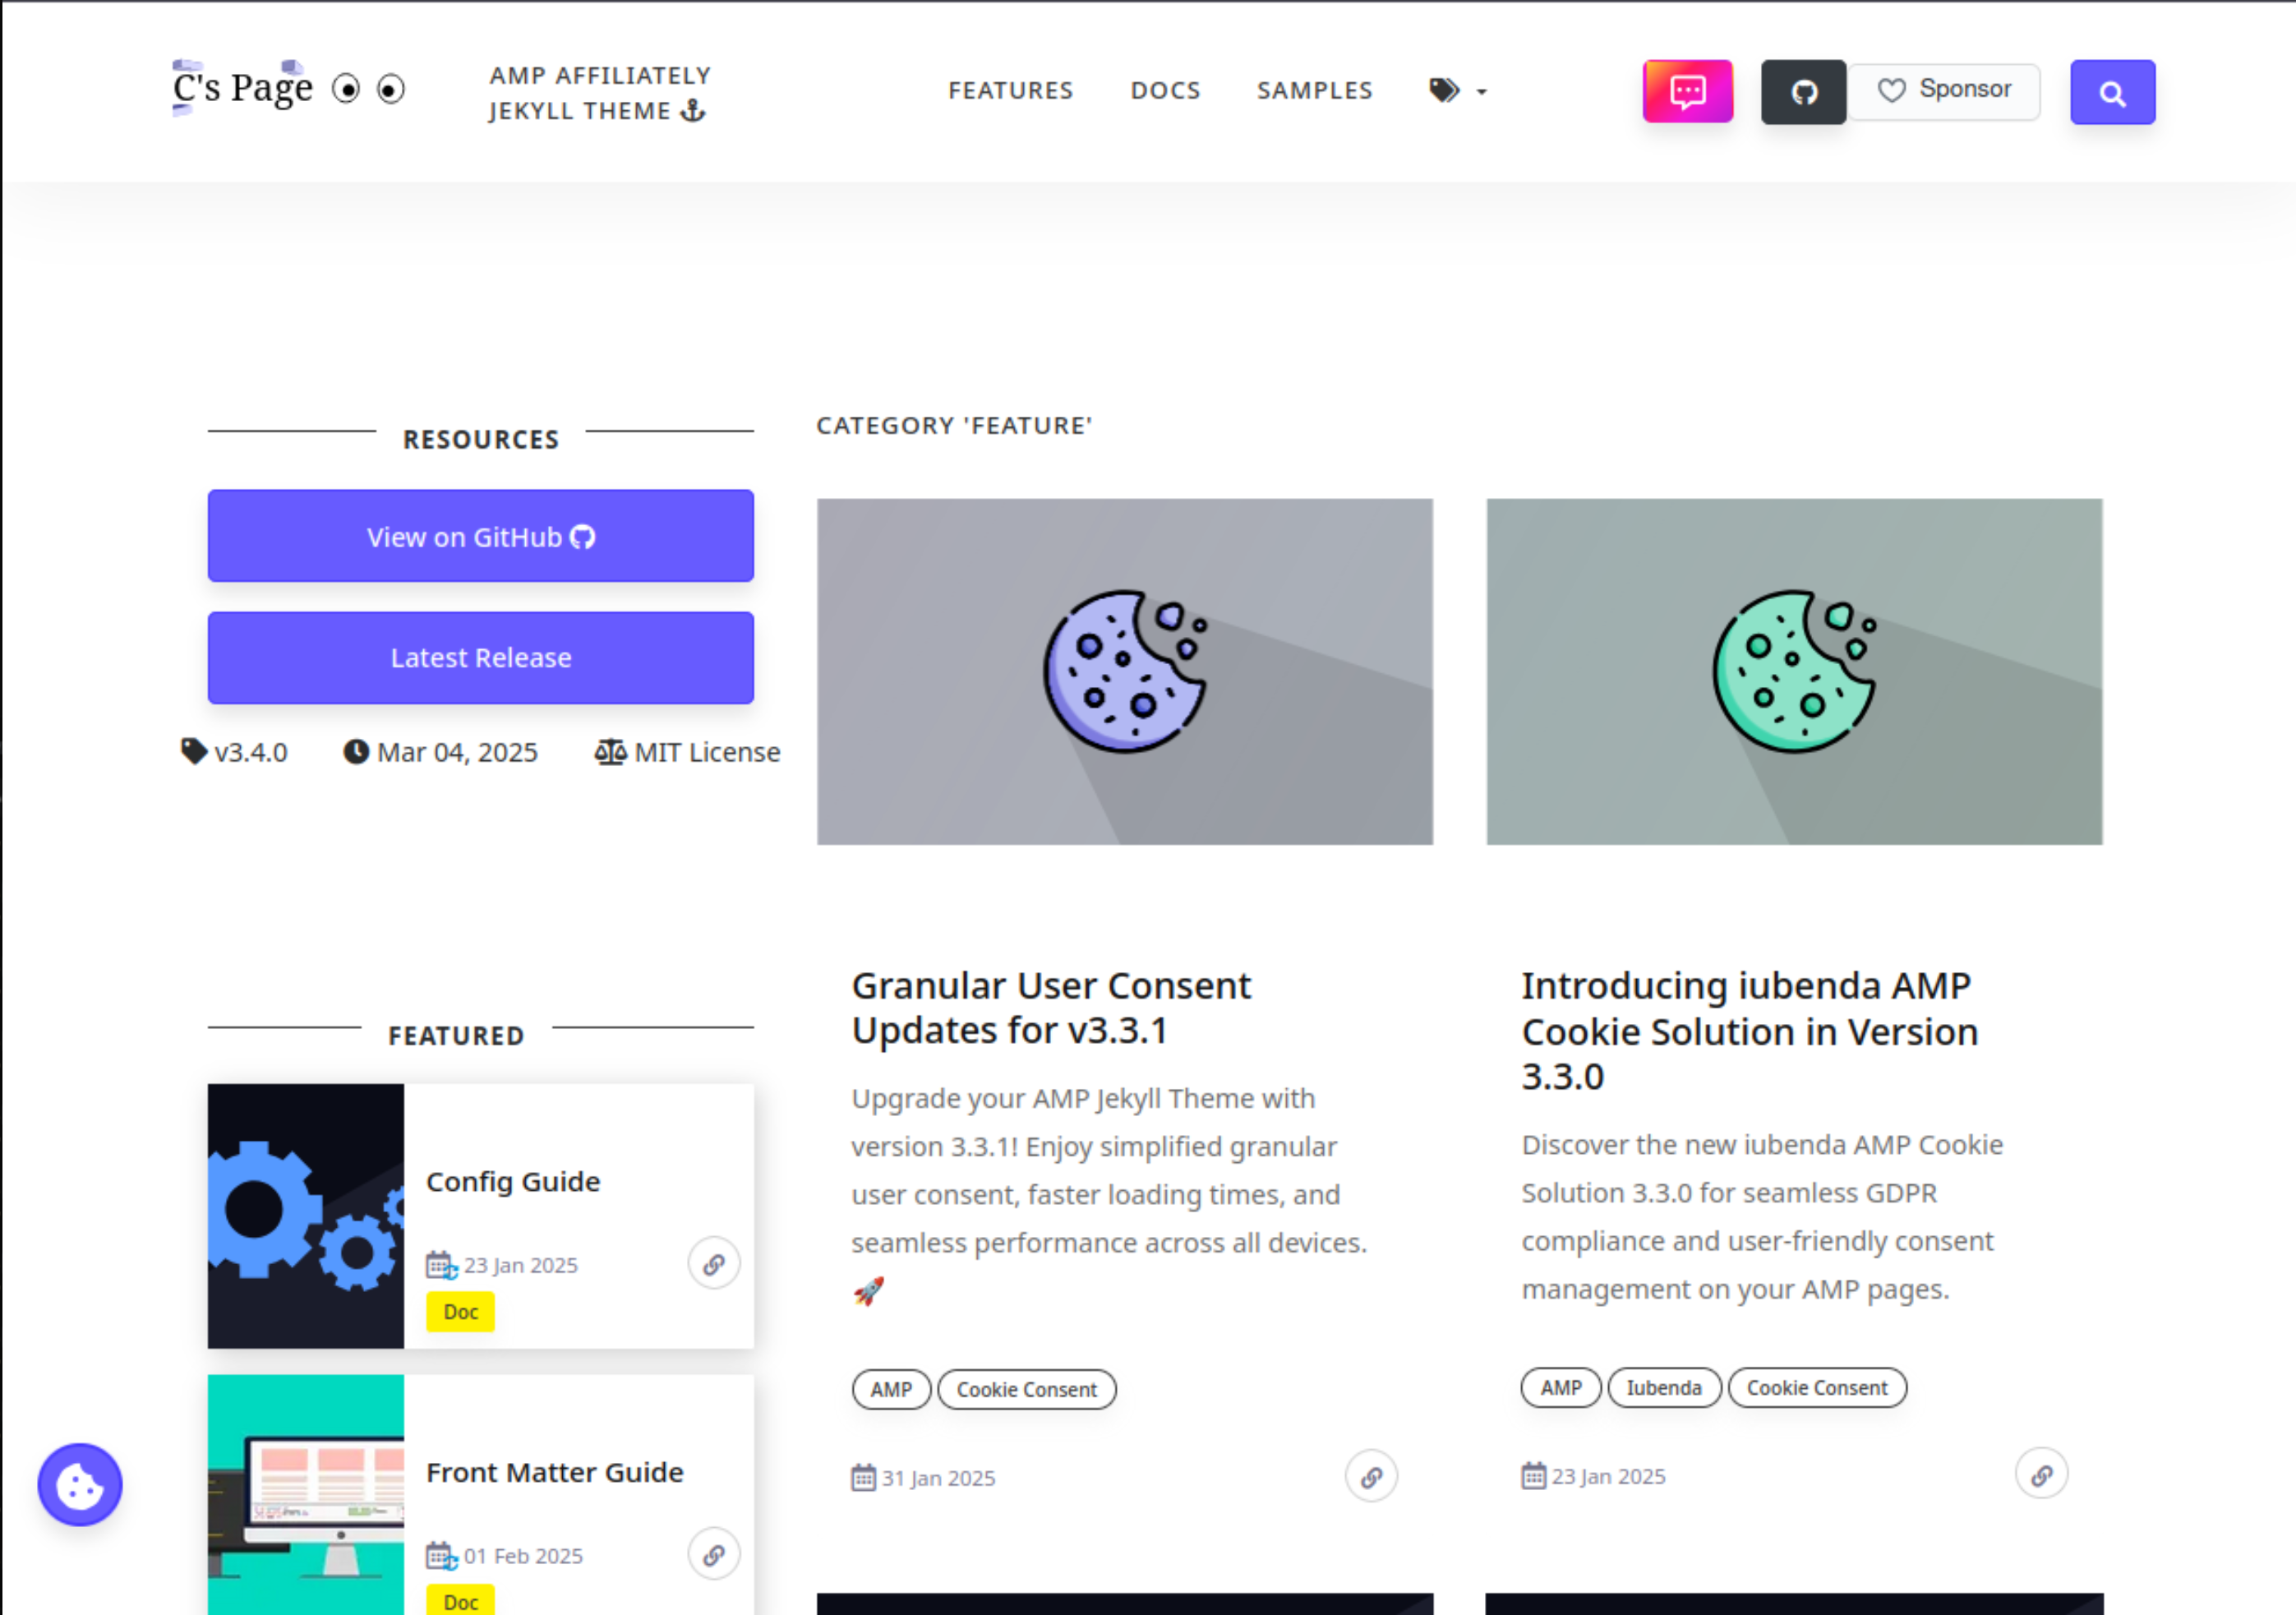 C's Page
AMP AFFILIATELY
JEKYLL THEME
FEATURES
DOCS
SAMPLES
Sponsor
RESOURCES
View on GitHub
Latest Release
v3.4.0
Mar 04, 2025
MIT License
FEATURED
Config Guide
23 Jan 2025
Doc
Front Matter Guide
01 Feb 2025
Doc
CATEGORY 'FEATURE'
Granular User Consent
Updates for v3.3.1
Upgrade your AMP Jekyll Theme with
version 3.3.1! Enjoy simplified granular
user consent, faster loading times, and
seamless performance across all devices.
🚀
AMP
Cookie Consent
31 Jan 2025
Introducing iubenda AMP
Cookie Solution in Version
3.3.0
Discover the new iubenda AMP Cookie
Solution 3.3.0 for seamless GDPR
compliance and user-friendly consent
management on your AMP pages.
AMP
Iubenda
Cookie Consent
23 Jan 2025